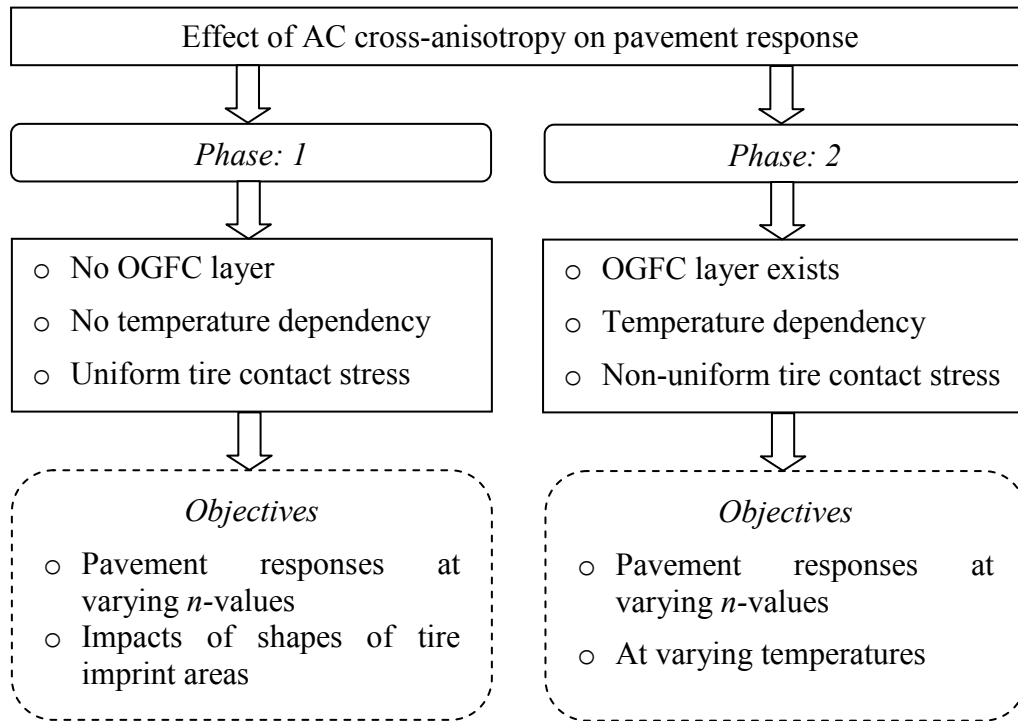 Effect of AC cross-anisotropy on pavement response
Phase: 1
○ No OGFC layer
○ No temperature dependency
○ Uniform tire contact stress
Objectives
○ Pavement responses at
varying n-values
○ Impacts of shapes of tire
imprint areas
Phase: 2
○ OGFC layer exists
○ Temperature dependency
○ Non-uniform tire contact stress
Objectives
○ Pavement responses at
varying n-values
○ At varying temperatures